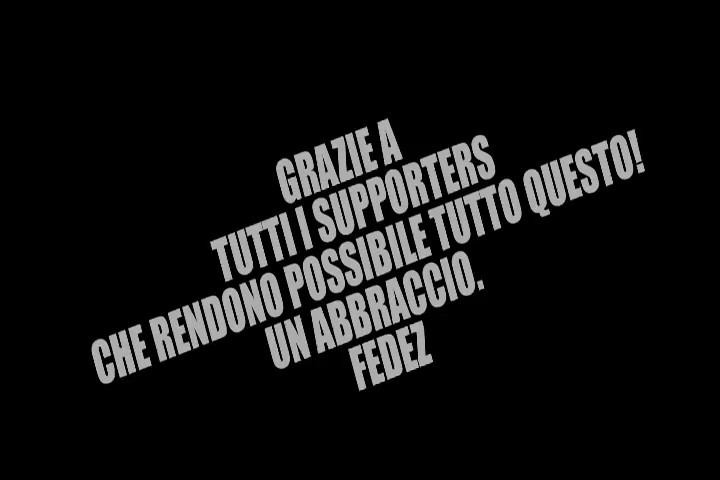 GRAZIE A
TUTTI I SUPPORTERS
CHE RENDONO POSSIBILE TUTTO QUESTO!
UN ABBRACCIO.
FEDEZ